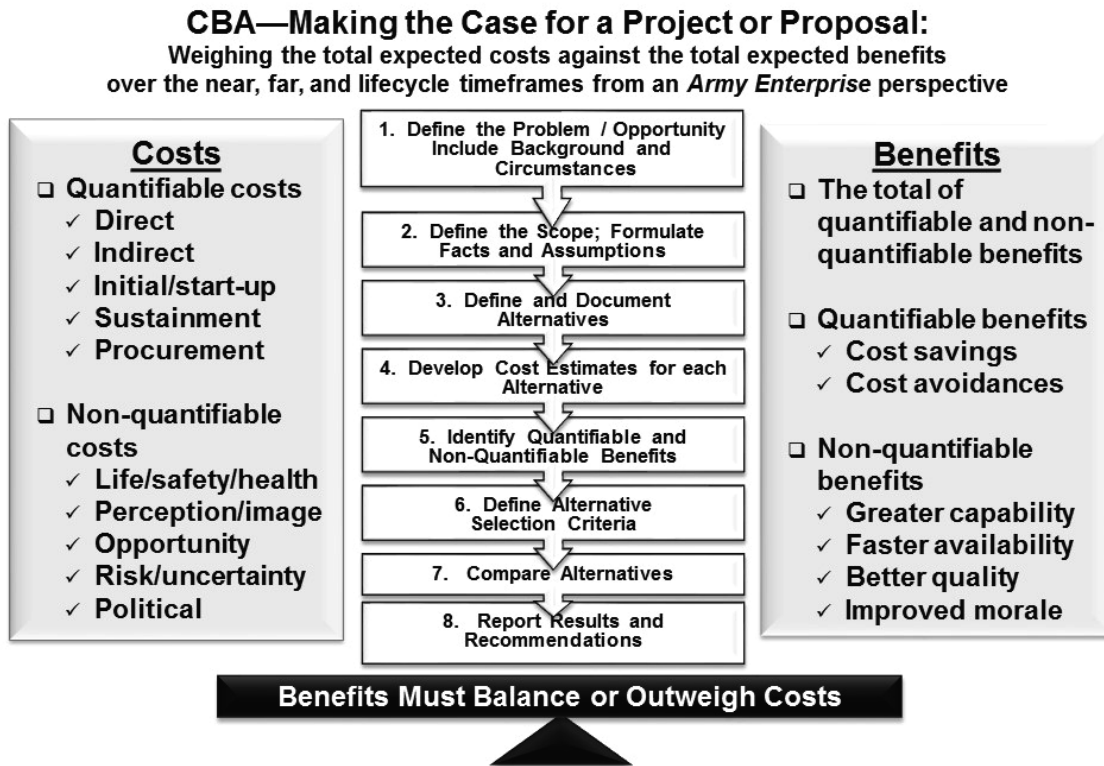 CBA—Making the Case for a Project or Proposal:
Weighing the total expected costs against the total expected benefits
over the near, far, and lifecycle timeframes from an Army Enterprise perspective
Costs
❑ Quantifiable costs
✓ Direct
✓ Indirect
✓ Initial/start-up
✓ Sustainment
✓ Procurement
❑ Non-quantifiable
costs
✓ Life/safety/health
✓ Perception/image
✓ Opportunity
✓ Risk/uncertainty
✓ Political
1. Define the Problem / Opportunity
Include Background and
Circumstances
2. Define the Scope; Formulate
Facts and Assumptions
3. Define and Document
Alternatives
4. Develop Cost Estimates for each
Alternative
5. Identify Quantifiable and
Non-Quantifiable Benefits
6. Define Alternative
Selection Criteria
7. Compare Alternatives
8. Report Results and
Recommendations
Benefits
❑ The total of
quantifiable and non-
quantifiable benefits
❑ Quantifiable benefits
✓ Cost savings
✓ Cost avoidances
❑ Non-quantifiable
benefits
✓ Greater capability
✓ Faster availability
✓ Better quality
✓ Improved morale
Benefits Must Balance or Outweigh Costs